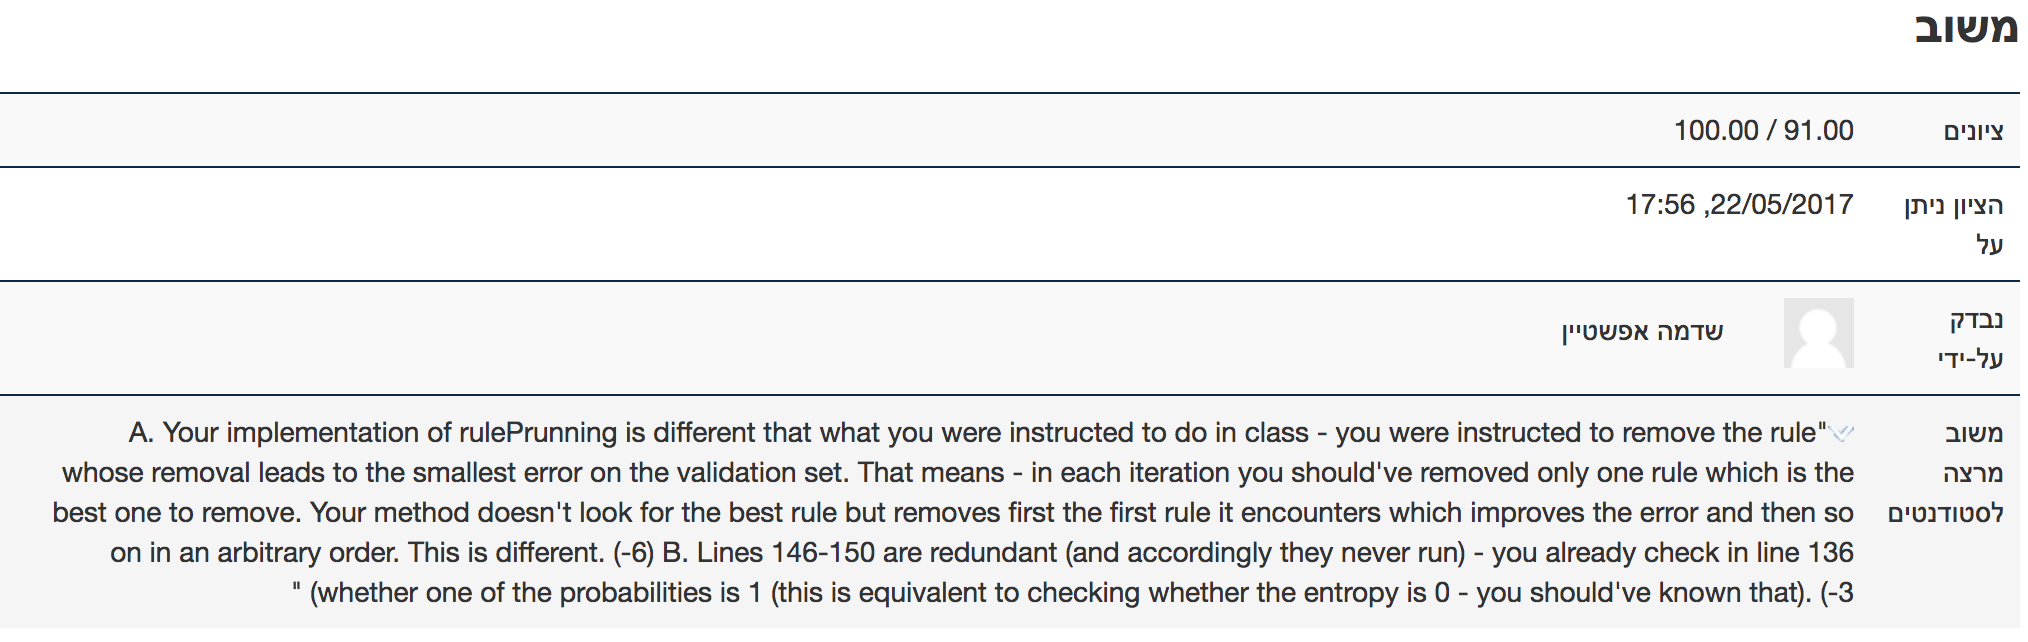 משוב
ציונים 91.00 / 100.00
הציון ניתן 22/05/2017, 17:56
על
נבדק
שדמה אפשטיין
על-ידי
משוב "A. Your implementation of rulePrunning is different that what you were instructed to do in class - you were instructed to remove the rule
מרצה whose removal leads to the smallest error on the validation set. That means - in each iteration you should've removed only one rule which is the
לסטודנטים best one to remove. Your method doesn't look for the best rule but removes first the first rule it encounters which improves the error and then so
on in an arbitrary order. This is different. (-6) B. Lines 146-150 are redundant (and accordingly they never run) - you already check in line 136
whether one of the probabilities is 1 (this is equivalent to checking whether the entropy is 0 - you should've known that). (-3) "